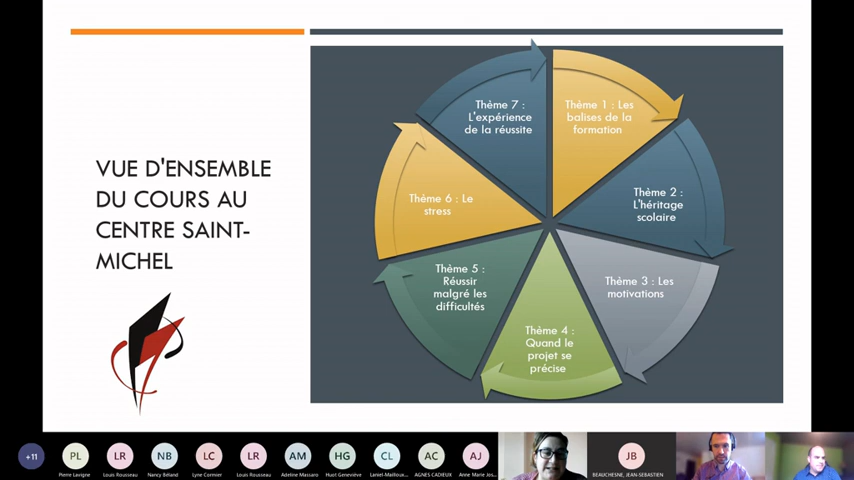 VUE D'ENSEMBLE
DU COURS AU
CENTRE SAINT-
MICHEL
Thème 1 : Les
balises de la
formation
Thème 2 :
L'héritage
scolaire
Thème 3 : Les
motivations
Thème 4 :
Quand le
projet se
précise
Thème 5 :
Réussir
malgré les
difficultés
Thème 6 : Le
stress
Thème 7 :
L'expérience
de la réussite
+11
PL
LR
NB
LC
LR
AM
HG
CL
AC
AJ
JB
Pierre Lavigne
Louis Rousseau
Nancy Béland
Lyne Cormier
Louis Rousseau
Adeline Massaro
Huot Geneviève
Laniel-Mailloux...
AGNES CADIEUX
Anne Marie Jos...
BEAUCHESNE, JEAN-SEBASTIEN